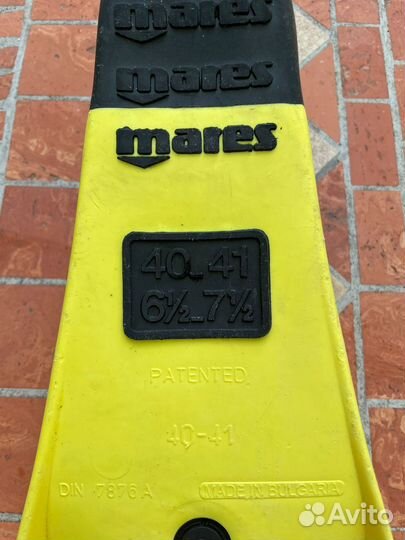 mares
mares
mares
40-41
6½-7½
PATENTED
40-41
DIN 7876 A
MADE IN BULGARIA
Avito